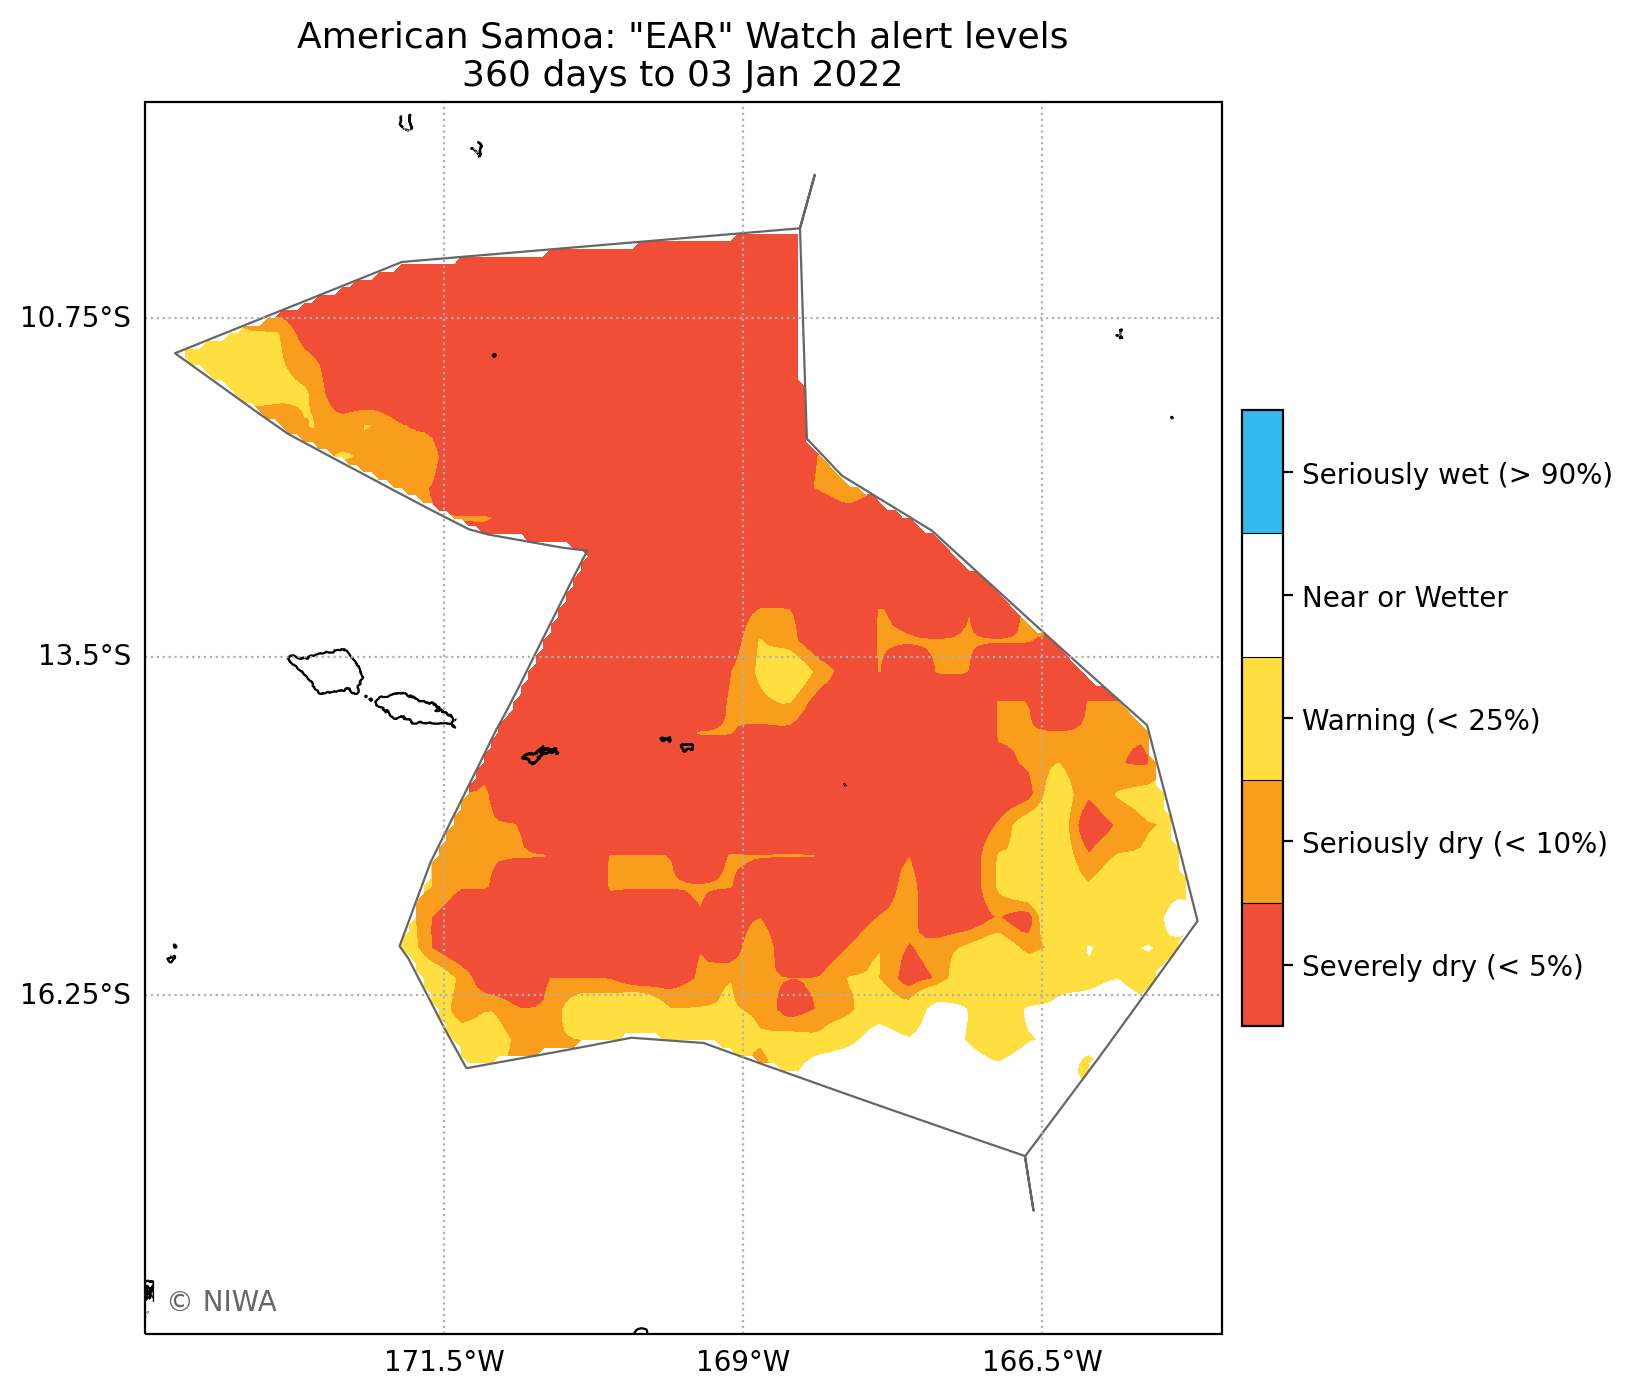 American Samoa: "EAR" Watch alert levels
360 days to 03 Jan 2022
10.75°S
13.5°S
16.25°S
171.5°W
169°W
166.5°W
Seriously wet (> 90%)
Near or Wetter
Warning (< 25%)
Seriously dry (< 10%)
Severely dry (< 5%)
© NIWA